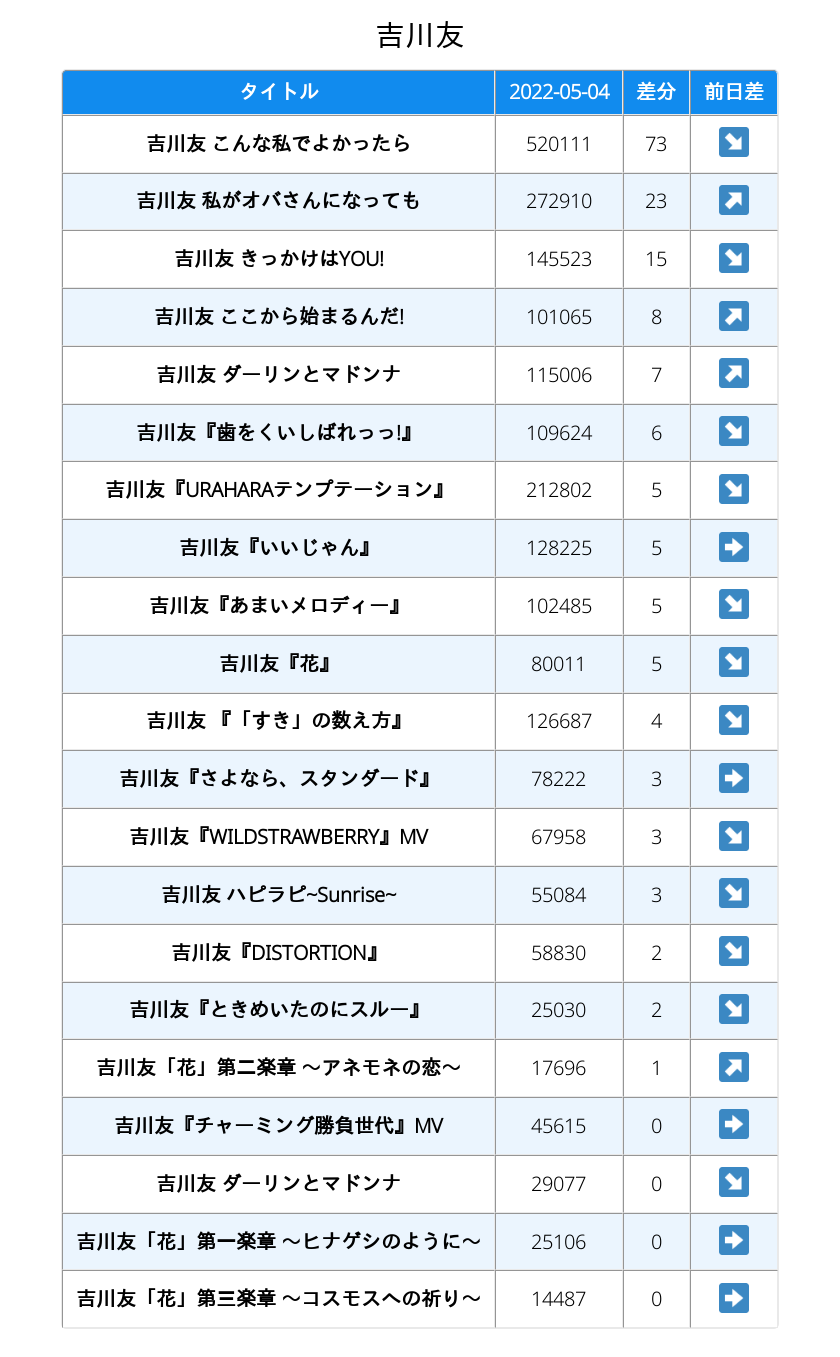 吉川友
タイトル 2022-05-04 差分 前日差
吉川友 こんな私でよかったら 520111 73
吉川友 私がオバさんになっても 272910 23
吉川友 きっかけはYOU! 145523 15
吉川友 ここから始まるんだ! 101065 8
吉川友 ダーリンとマドンナ 115006 7
吉川友『歯をくいしばれっっ!』 109624 6
吉川友『URAHARAテンプテーション』 212802 5
吉川友『いいじゃん』 128225 5
吉川友『あまいメロディー』 102485 5
吉川友『花』 80011 5
吉川友 『「すき」の数え方』 126687 4
吉川友『さよなら、スタンダード』 78222 3
吉川友『WILDSTRAWBERRY』MV 67958 3
吉川友 ハピラピ~Sunrise~ 55084 3
吉川友『DISTORTION』 58830 2
吉川友『ときめいたのにスルー』 25030 2
吉川友「花」第二楽章 〜アネモネの恋〜 17696 1
吉川友『チャーミング勝負世代』MV 45615 0
吉川友 ダーリンとマドンナ 29077 0
吉川友「花」第一楽章 〜ヒナゲシのように〜 25106 0
吉川友「花」第三楽章 〜コスモスへの祈り〜 14487 0